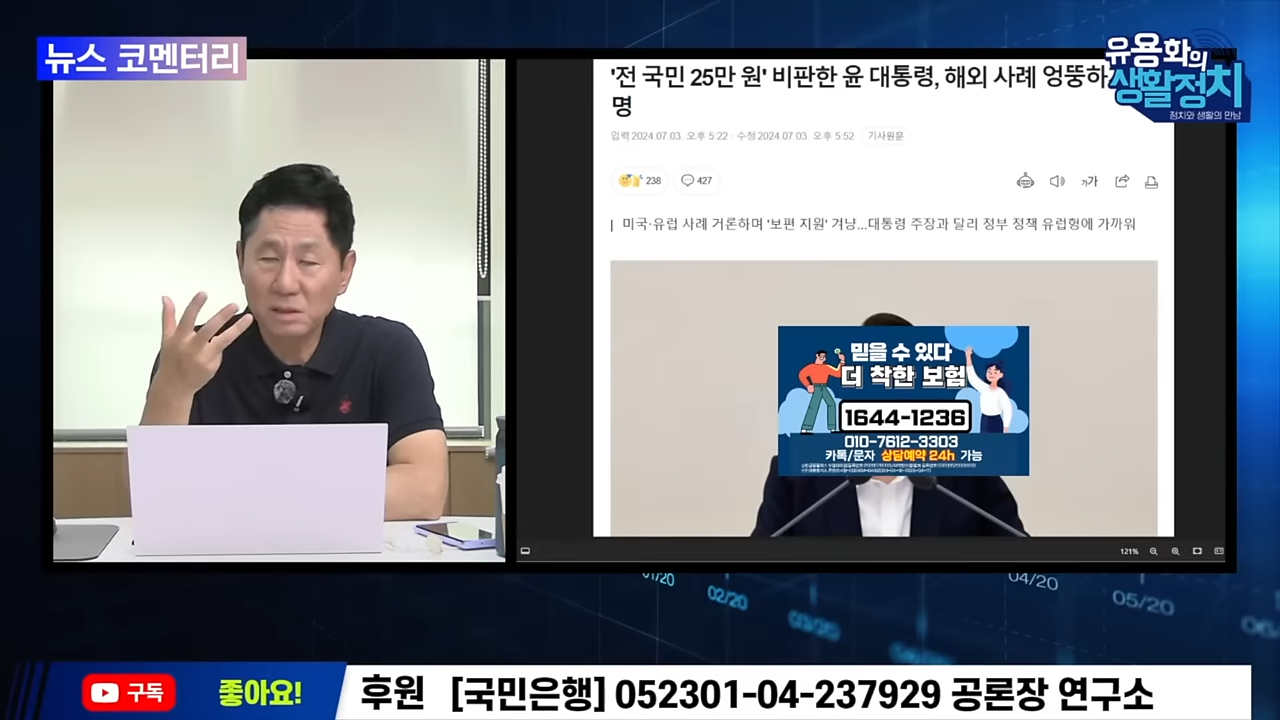 뉴스 코멘터리
유용화의
생활정치
정치와 생활의 만남
'전 국민 25만 원' 비판한 윤 대통령, 해외 사례 엉뚱하
명
입력 2024.07.03. 오후 5:22 · 수정 2024.07.03. 오후 5:52 기사원문
238 427
가가
미국·유럽 사례 거론하며 '보편 지원' 겨냥...대통령 주장과 달리 정부 정책 유럽형에 가까워
믿을 수 있다
더 착한 보험
1644-1236
010-7612-3303
카톡/문자 상담예약 24h 가능
121%
01/20
02/20
03/20
04/20
05/20
구독 좋아요!
후원 [국민은행] 052301-04-237929 공론장 연구소